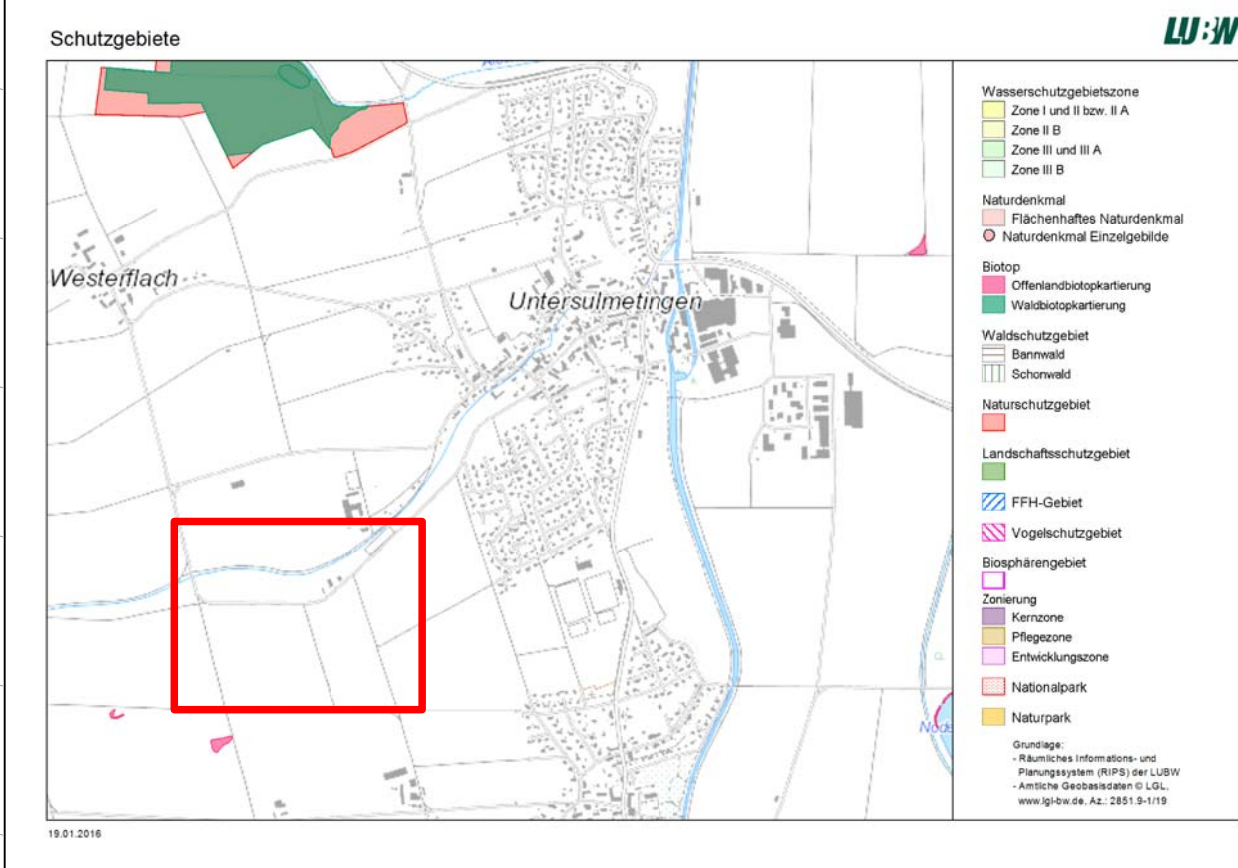 Schutzgebiete
LUBW
Westerflach
Untersulmetingen
Wasserschutzgebietszone
Zone I und II bzw. II A
Zone II B
Zone III und III A
Zone III B
Naturdenkmal
Flächenhaftes Naturdenkmal
Naturdenkmal Einzelgebilde
Biotop
Offenlandbiotopkartierung
Waldbiotopkartierung
Waldschutzgebiet
Bannwald
Schonwald
Naturschutzgebiet
Landschaftsschutzgebiet
FFH-Gebiet
Vogelschutzgebiet
Biosphärengebiet
Zonierung
Kernzone
Pflegezone
Entwicklungszone
Nationalpark
Naturpark
Grundlage:
- Räumliches Informations- und
Planungssystem (RIPS) der LUBW
- Amtliche Geobasisdaten © LGL,
www.lgl-bw.de, Az.: 2851.9-1/19
19.01.2016